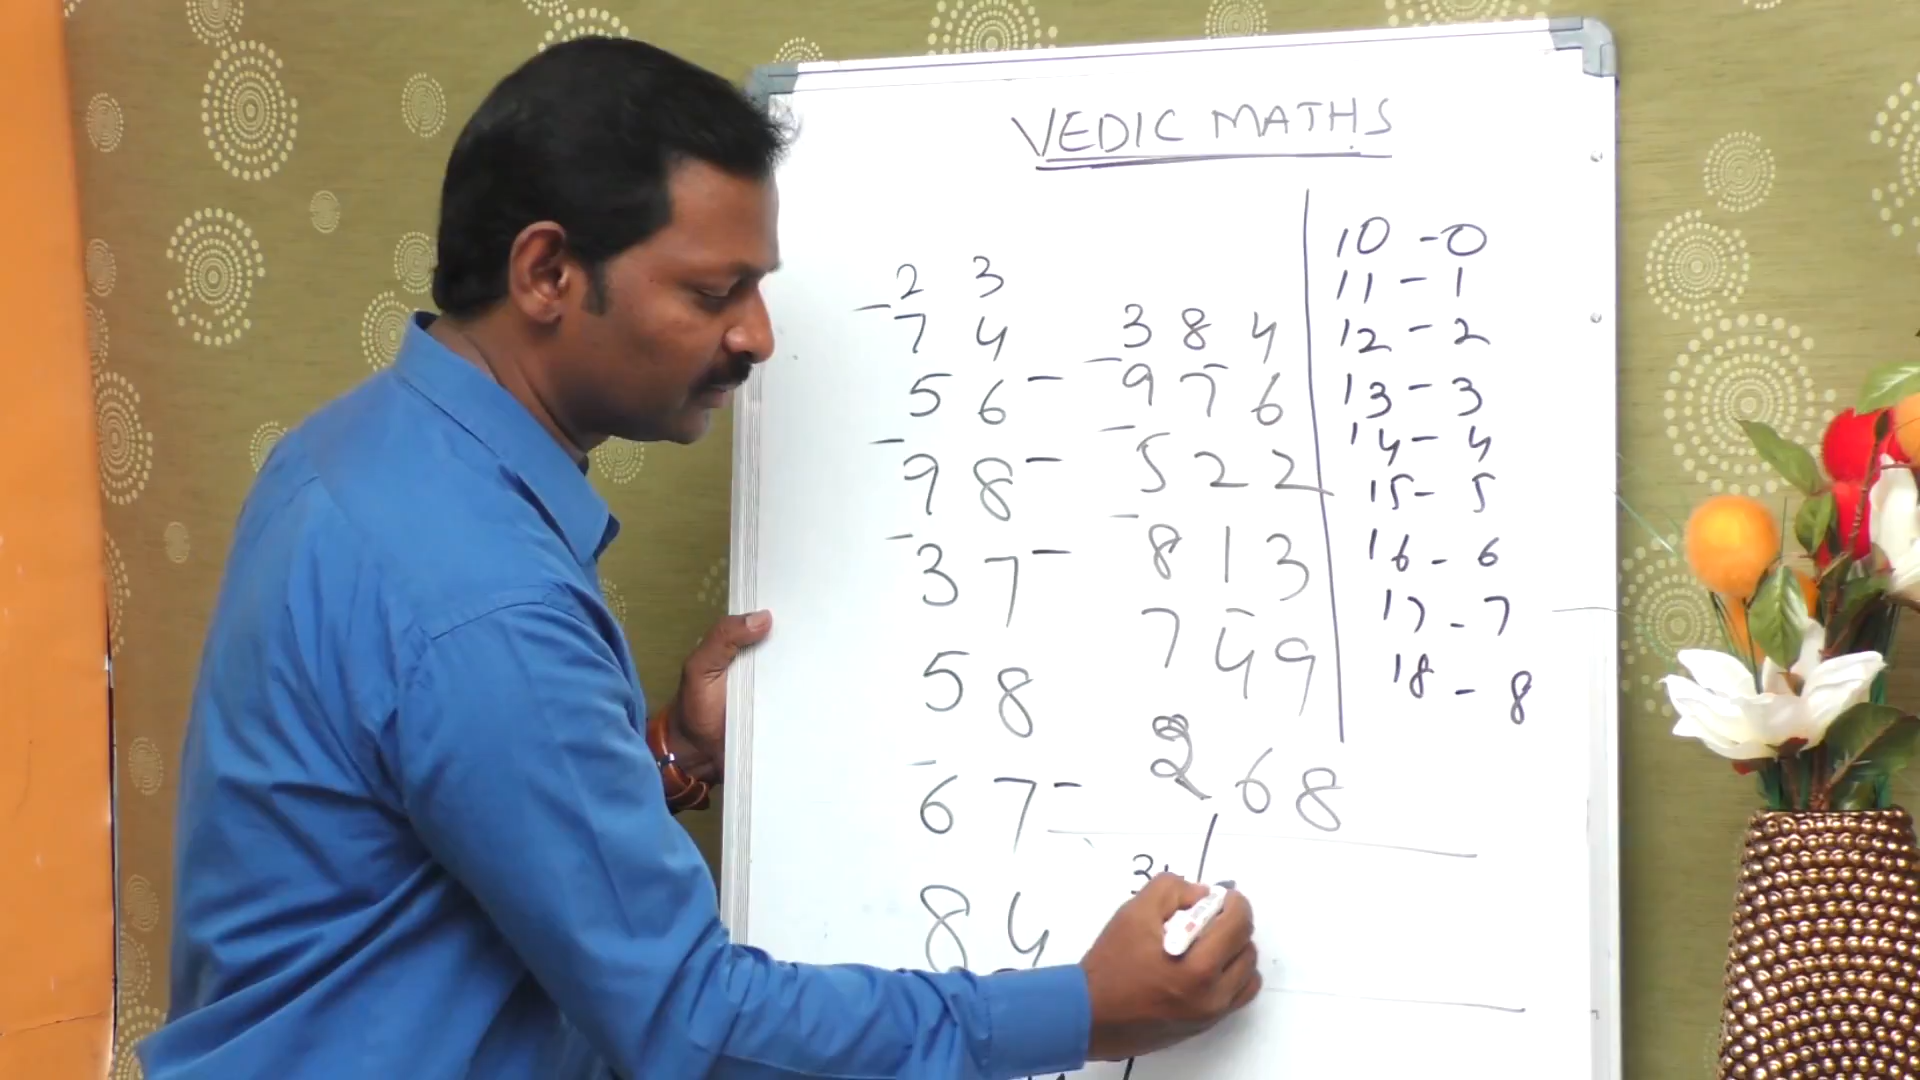 VEDIC MATHS
2 3
7 4
5 6 -
9 8 -
3 7 -
5 8
6 7 -
8 4
3 8 4
9 7 6
5 2 2
8 1 3
7 4 9
2 6 8
10 - 0
11 - 1
12 - 2
13 - 3
14 - 4
15 - 5
16 - 6
17 - 7
18 - 8